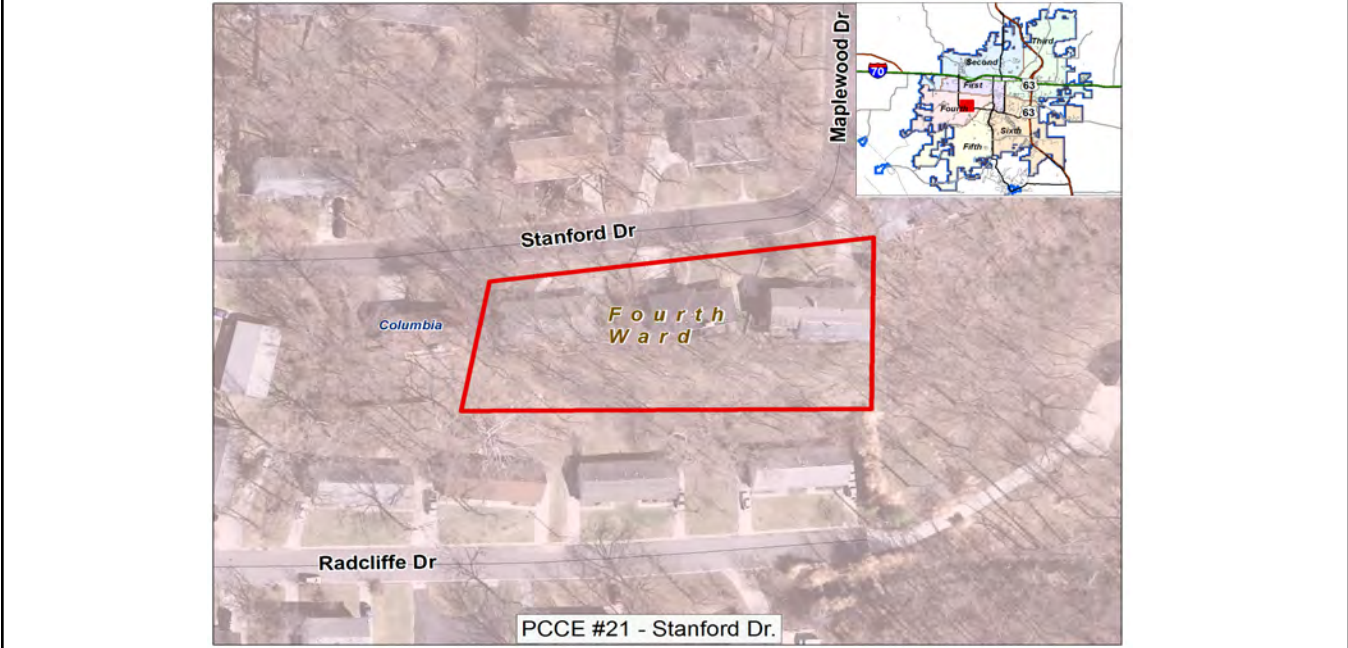 Maplewood Dr
Third
Second
70
First
63
Fourth
63
Sixth
Fifth
Stanford Dr
Fourth
Ward
Columbia
Radcliffe Dr
PCCE #21 - Stanford Dr.